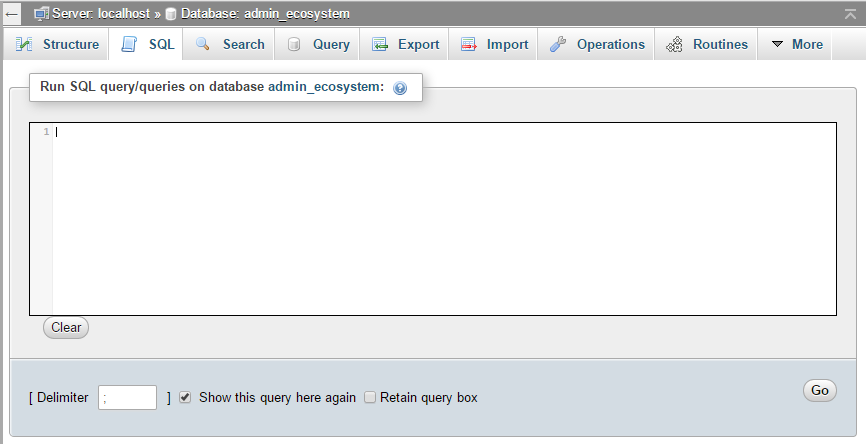 Server: localhost » Database: admin_ecosystem
Structure SQL Search Query Export Import Operations Routines More
Run SQL query/queries on database admin_ecosystem:
1
Clear
[ Delimiter ; ] Show this query here again Retain query box Go